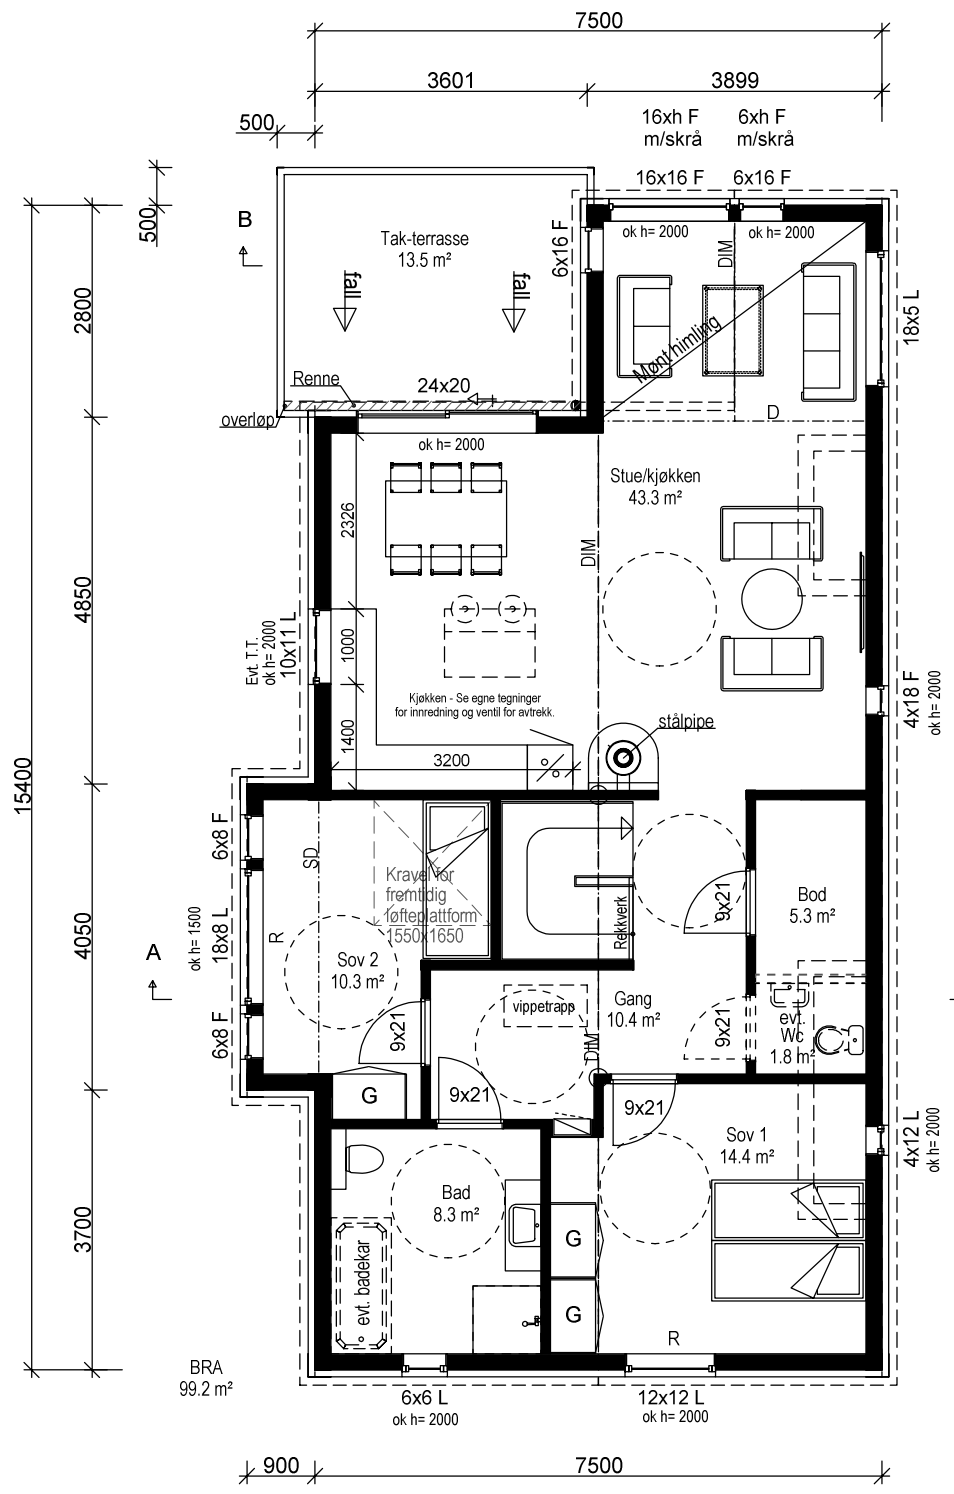 7500
3601
3899
500
16xh F
m/skrå
6xh F
m/skrå
16x16 F
6x16 F
ok h= 2000
ok h= 2000
500
B
Tak-terrasse
13.5 m²
fall
fall
6x16 F
DIM
Mønt himling
18x5 L
2800
Renne
24x20
overløp
ok h= 2000
D
Stue/kjøkken
43.3 m²
2326
DIM
4850
Evt. T.T.
ok h= 2000
10x11 L
1000
Kjøkken - Se egne tegninger
for innredning og ventil for avtrekk.
4x18 F
ok h= 2000
1400
stålpipe
3200
15400
6x8 F
SD
Kravel for
fremtidig
løfteplattform
1550x1650
Rekkverk
9x21
Bod
5.3 m²
4050
ok h= 1500
18x8 L
R
A
Sov 2
10.3 m²
vippetrapp
Gang
10.4 m²
6x8 F
9x21
DIM
9x21
evt.
Wc
1.8 m²
G
9x21
9x21
Sov 1
14.4 m²
4x12 L
ok h= 2000
Bad
8.3 m²
3700
evt. badekar
G
G
R
BRA
99.2 m²
6x6 L
ok h= 2000
12x12 L
ok h= 2000
900
7500